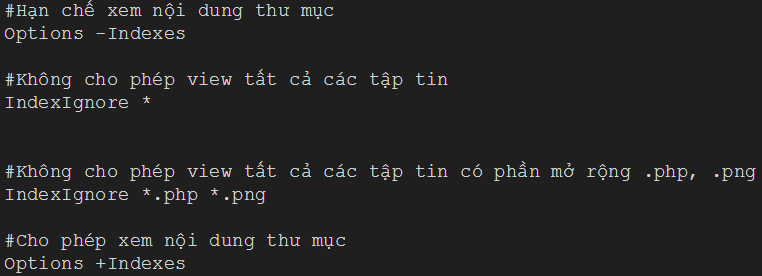 #Hạn chế xem nội dung thư mục
Options -Indexes
#Không cho phép view tất cả các tập tin
IndexIgnore *
#Không cho phép view tất cả các tập tin có phần mở rộng .php, .png
IndexIgnore *.php *.png
#Cho phép xem nội dung thư mục
Options +Indexes